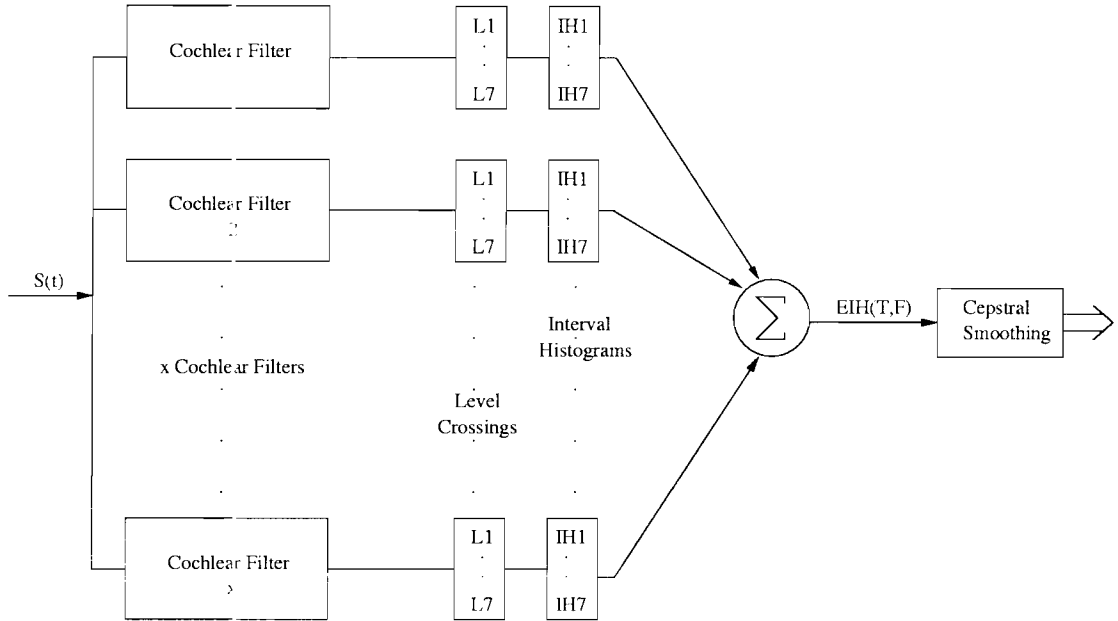 Cochlear Filter
L1
L7
IH1
IH7
Cochlear Filter
2
L1
L7
IH1
IH7
S(t)
x Cochlear Filters
Level
Crossings
Interval
Histograms
Σ
EIH(T,F)
Cepstral
Smoothing
Cochlear Filter
x
L1
L7
IH1
IH7